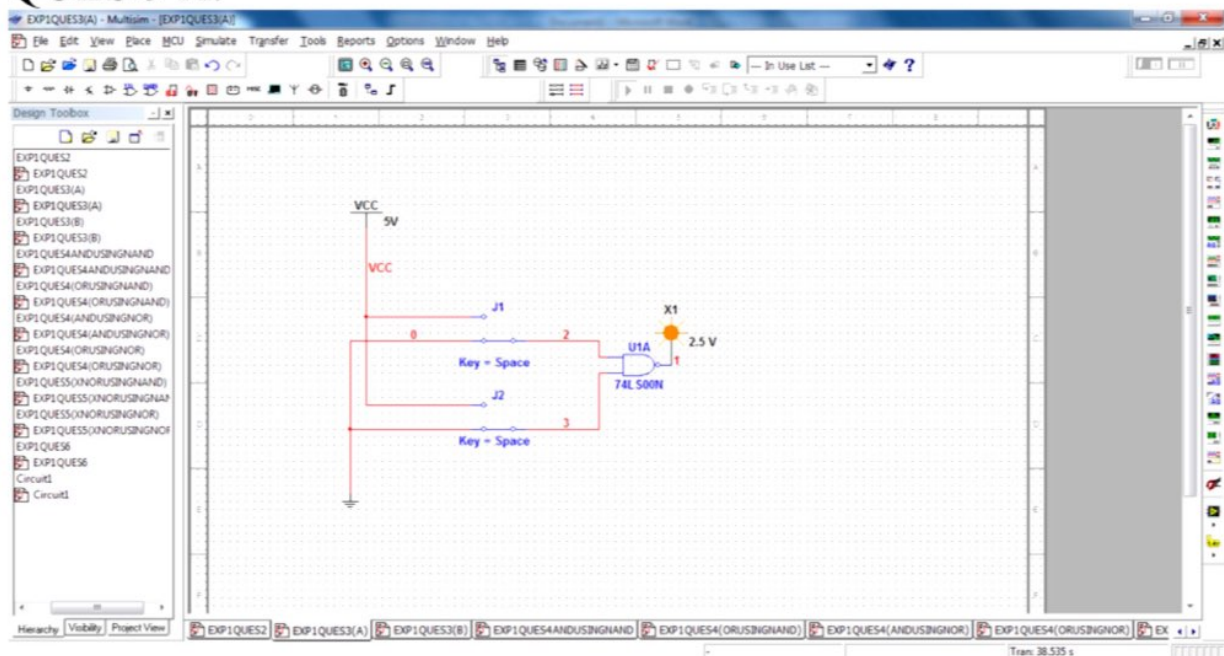 EXP1QUES3(A) - Multisim - [EXP1QUES3(A)]
File Edit View Place MCU Simulate Transfer Tools Reports Options Window Help
--- In Use List ---
Design Toolbox
EXP1QUES2
EXP1QUES2
EXP1QUES3(A)
EXP1QUES3(A)
EXP1QUES3(B)
EXP1QUES3(B)
EXP1QUES4ANDUSINGNAND
EXP1QUES4ANDUSINGNAND
EXP1QUES4(ORUSINGNAND)
EXP1QUES4(ORUSINGNAND)
EXP1QUES4(ANDUSINGNOR)
EXP1QUES4(ANDUSINGNOR)
EXP1QUES4(ORUSINGNOR)
EXP1QUES4(ORUSINGNOR)
EXP1QUES5(XNORUSINGNAND)
EXP1QUES5(XNORUSINGNAN
EXP1QUES5(XNORUSINGNOR)
EXP1QUES5(XNORUSINGNOR
EXP1QUES6
EXP1QUES6
Circuit1
Circuit1
VCC
5V
VCC
J1
0
2
Key = Space
X1
2.5 V
U1A
1
74LS00N
J2
3
Key = Space
Hierarchy Visibility Project View
EXP1QUES2 EXP1QUES3(A) EXP1QUES3(B) EXP1QUES4ANDUSINGNAND EXP1QUES4(ORUSINGNAND) EXP1QUES4(ANDUSINGNOR) EXP1QUES4(ORUSINGNOR) EX
Tran: 38.535 s